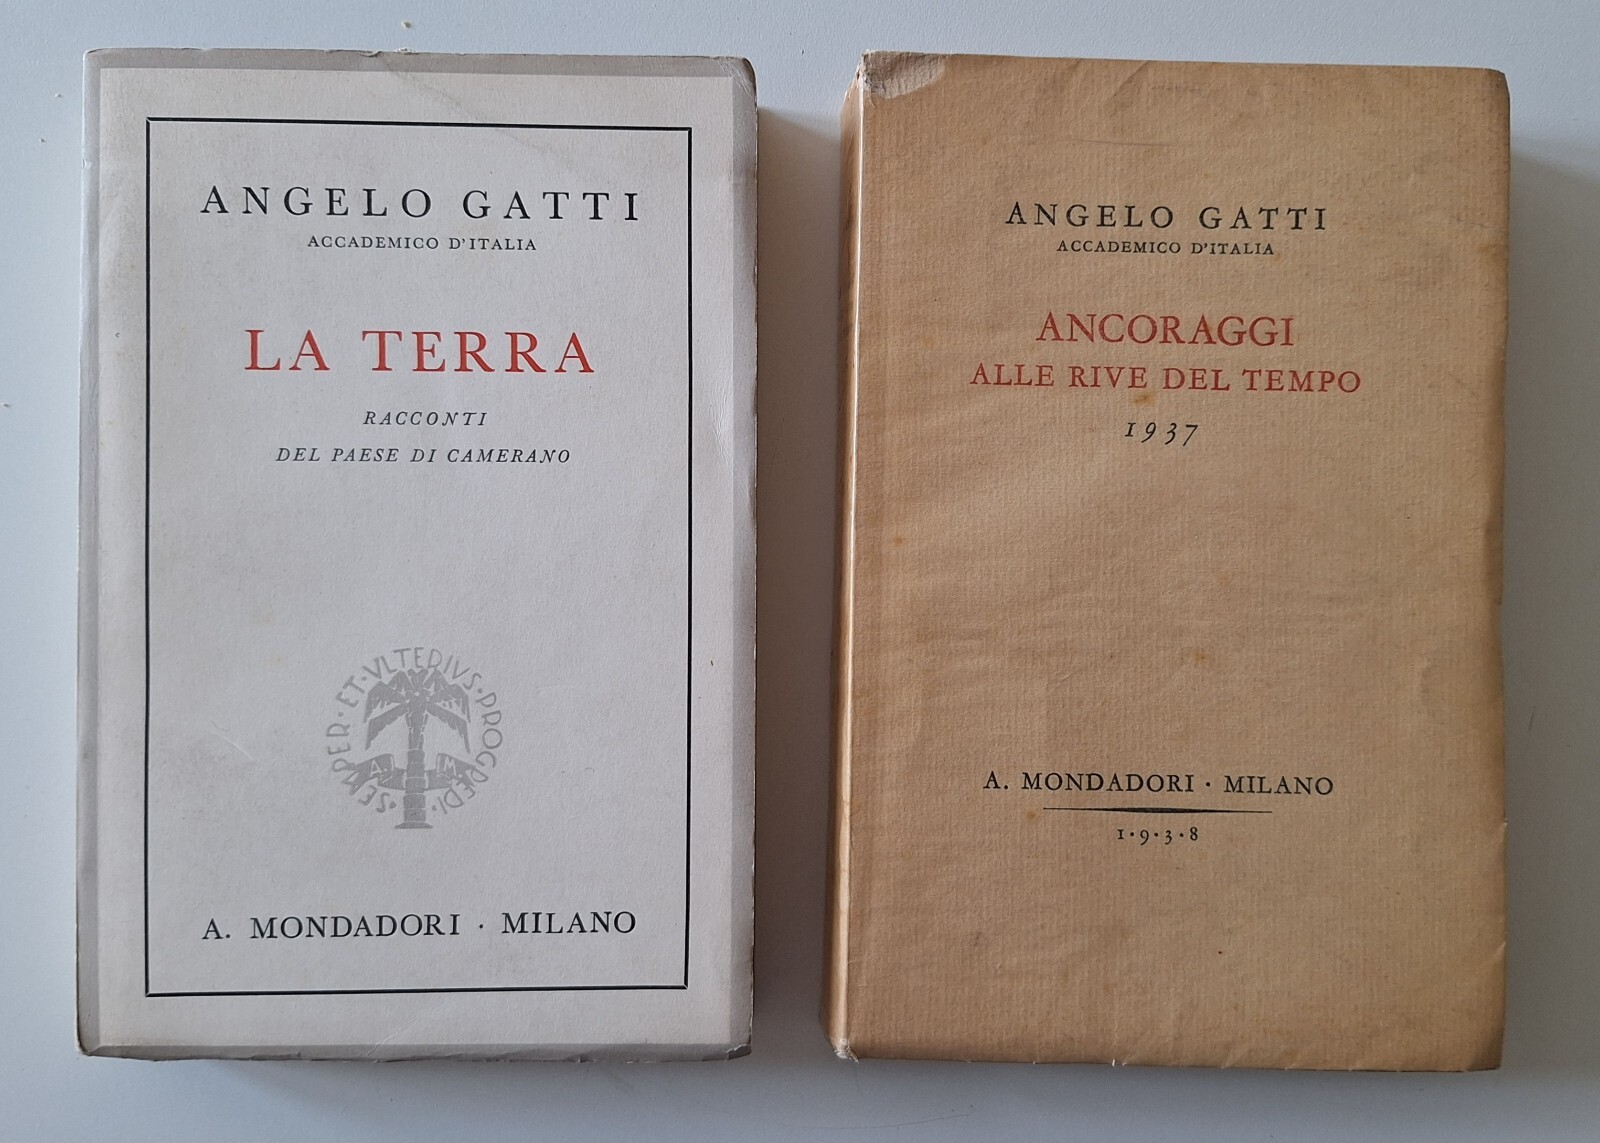 ANGELO GATTI
ACCADEMICO D'ITALIA
LA TERRA
RACCONTI
DEL PAESE DI CAMERANO
·SEMPER·ET·VLTERIVS·PROGREDI·
A. M.
A. MONDADORI · MILANO
ANGELO GATTI
ACCADEMICO D'ITALIA
ANCORAGGI
ALLE RIVE DEL TEMPO
1937
A. MONDADORI · MILANO
1·9·3·8